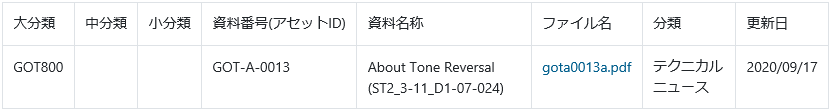 大分類 中分類 小分類 資料番号(アセットID) 資料名称 ファイル名 分類 更新日
GOT800 GOT-A-0013 About Tone Reversal gota0013a.pdf テクニカル 2020/09/17
(ST2_3-11_D1-07-024) ニュース